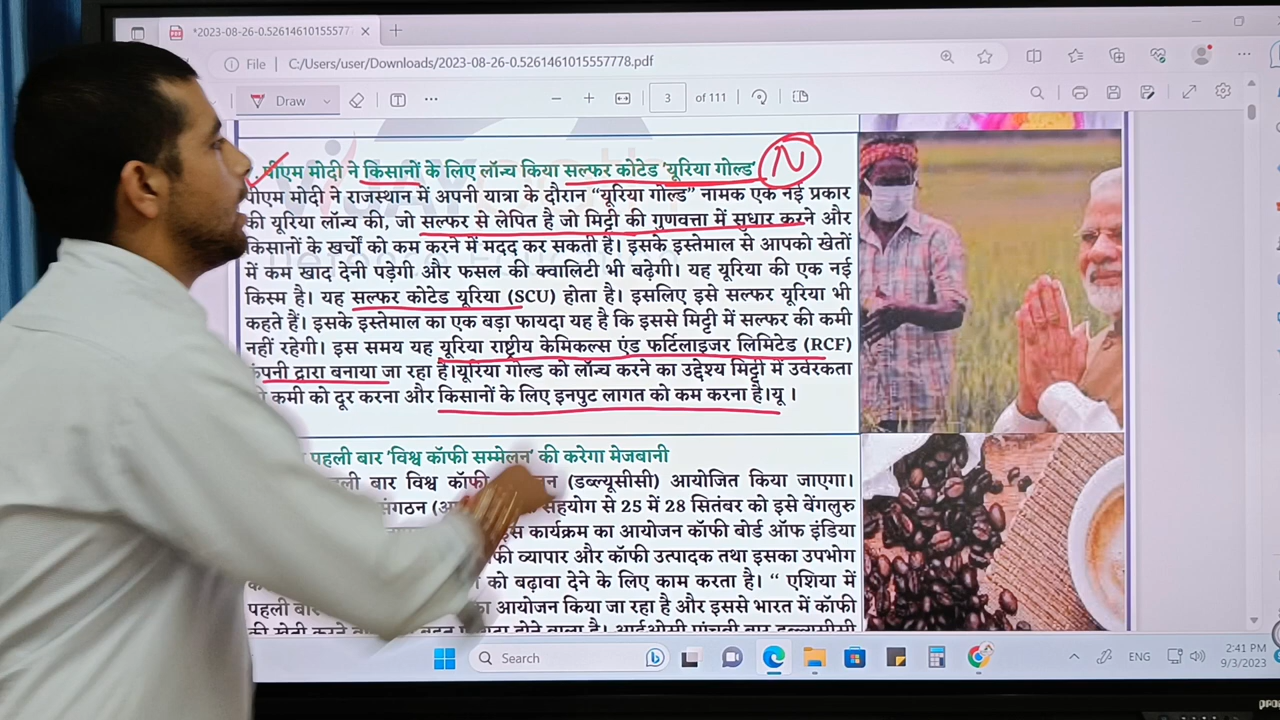 *2023-08-26-0.52614610155577
File C:/Users/user/Downloads/2023-08-26-0.5261461015557778.pdf
Draw
3 of 111
पीएम मोदी ने किसानों के लिए लॉन्च किया सल्फर कोटेड 'यूरिया गोल्ड'
N
पीएम मोदी ने राजस्थान में अपनी यात्रा के दौरान “यूरिया गोल्ड” नामक एक नई प्रकार
की यूरिया लॉन्च की, जो सल्फर से लेपित है जो मिट्टी की गुणवत्ता में सुधार करने और
किसानों के खर्चों को कम करने में मदद कर सकती है। इसके इस्तेमाल से आपको खेतों
में कम खाद देनी पड़ेगी और फसल की क्वालिटी भी बढ़ेगी। यह यूरिया की एक नई
किस्म है। यह सल्फर कोटेड यूरिया (SCU) होता है। इसलिए इसे सल्फर यूरिया भी
कहते हैं। इसके इस्तेमाल का एक बड़ा फायदा यह है कि इससे मिट्टी में सल्फर की कमी
नहीं रहेगी। इस समय यह यूरिया राष्ट्रीय केमिकल्स एंड फर्टिलाइजर लिमिटेड (RCF)
कंपनी द्वारा बनाया जा रहा है।यूरिया गोल्ड को लॉन्च करने का उद्देश्य मिट्टी में उर्वरकता
कमी को दूर करना और किसानों के लिए इनपुट लागत को कम करना है।यू ।
पहली बार 'विश्व कॉफी सम्मेलन' की करेगा मेजबानी
पहली बार विश्व कॉफी (डब्ल्यूसीसी) आयोजित किया जाएगा।
संगठन सहयोग से 25 में 28 सितंबर को इसे बेंगलुरु
इस कार्यक्रम का आयोजन कॉफी बोर्ड ऑफ इंडिया
व्यापार और कॉफी उत्पादक तथा इसका उपभोग
को बढ़ावा देने के लिए काम करता है। “ एशिया में
पहली बार आयोजन किया जा रहा है और इससे भारत में कॉफी
की खेती करने होने वाला है। आईओसी पांचवी बार डब्ल्यूसीसी
Search
ENG
2:41 PM
9/3/2023